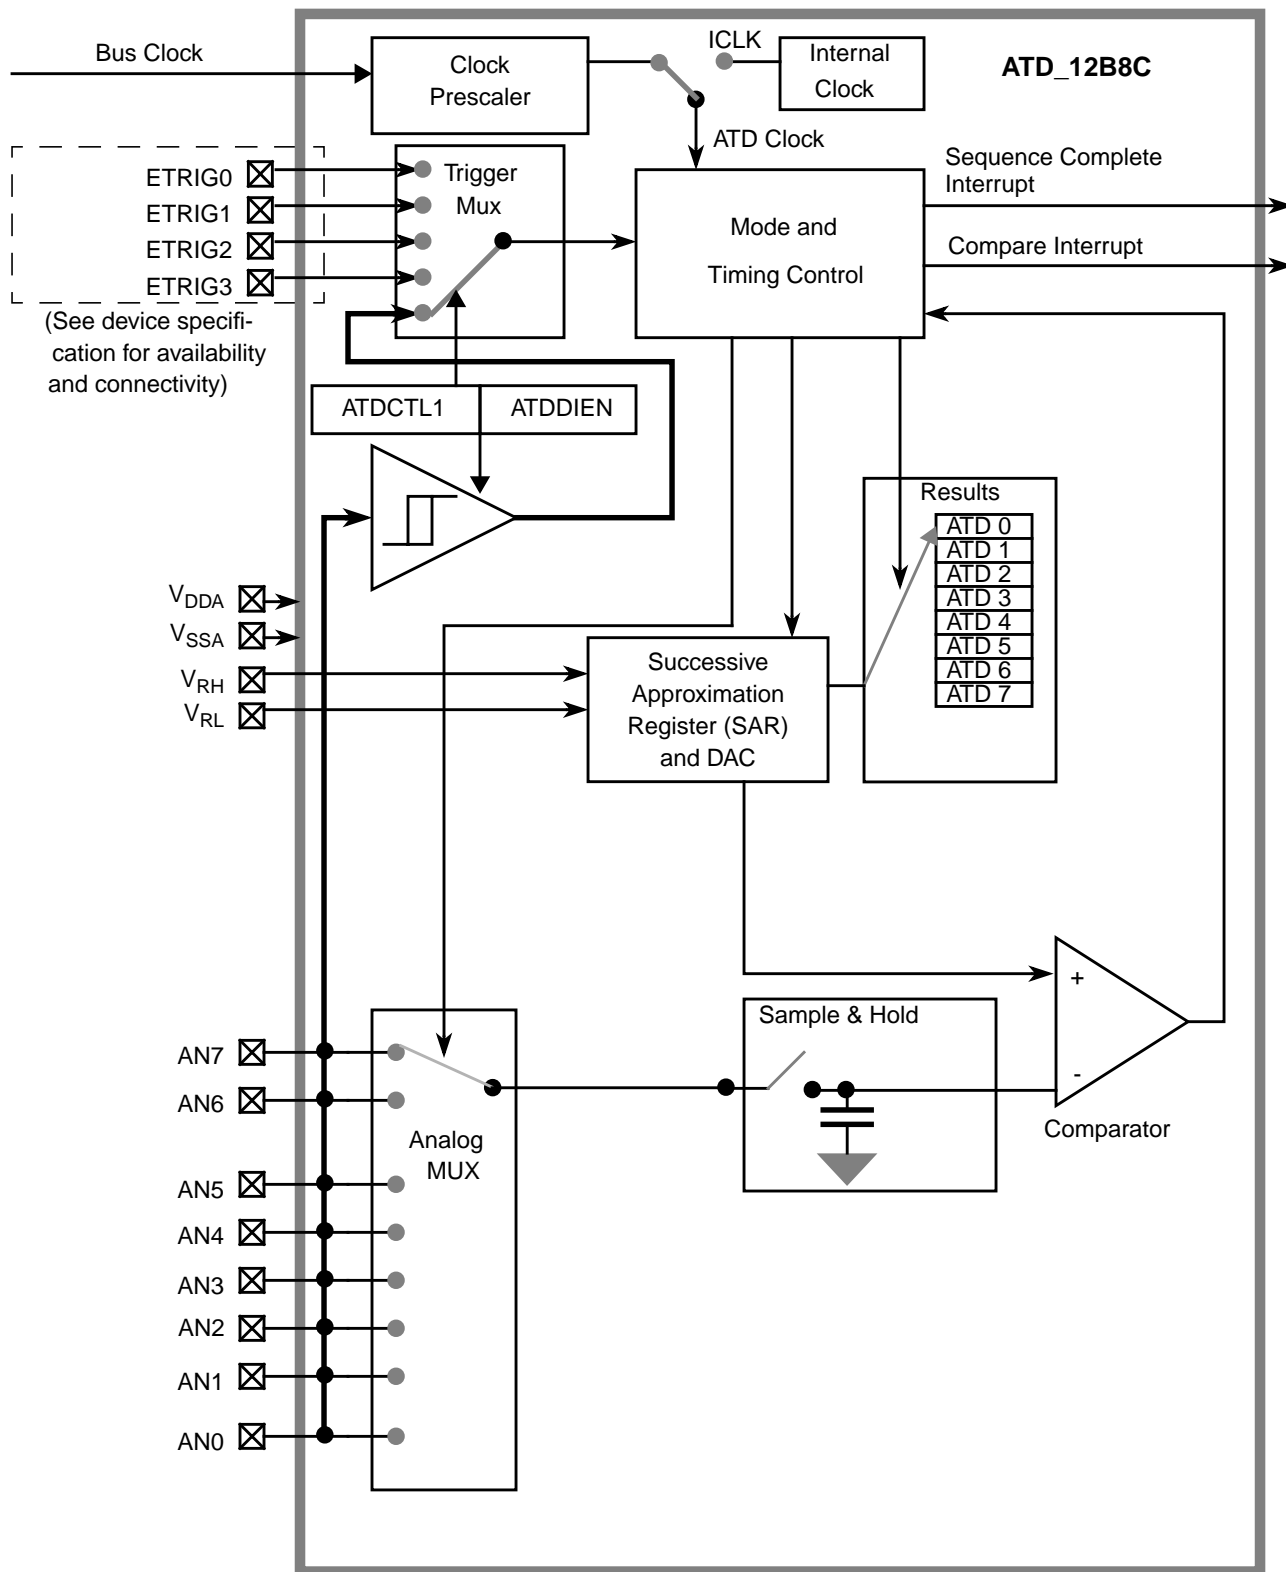 Bus Clock
Clock
Prescaler
ICLK
Internal
Clock
ATD_12B8C
ATD Clock
ETRIG0
ETRIG1
ETRIG2
ETRIG3
(See device specifi-
cation for availability
and connectivity)
Trigger
Mux
Mode and
Timing Control
Sequence Complete
Interrupt
Compare Interrupt
ATDCTL1
ATDDIEN
Results
ATD 0
ATD 1
ATD 2
ATD 3
ATD 4
ATD 5
ATD 6
ATD 7
VDDA
VSSA
VRH
VRL
Successive
Approximation
Register (SAR)
and DAC
+
-
Comparator
Sample & Hold
AN7
AN6
AN5
AN4
AN3
AN2
AN1
AN0
Analog
MUX